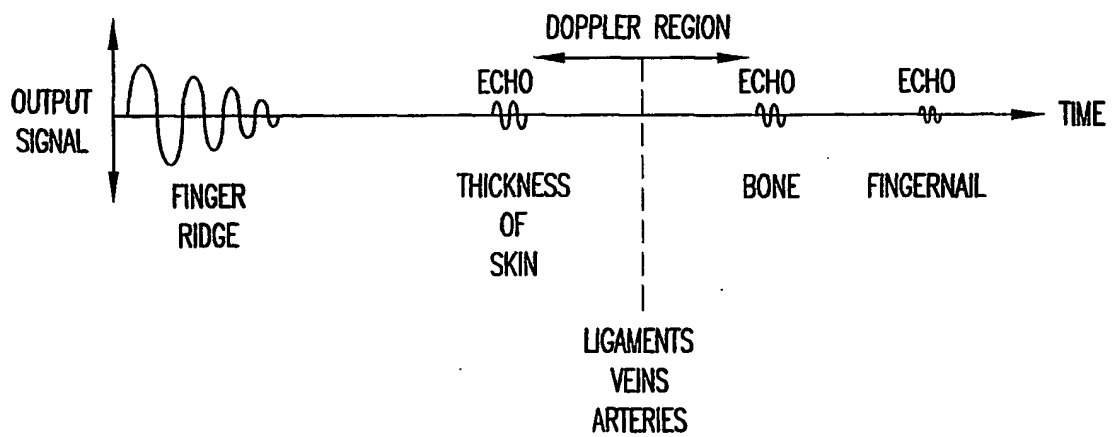 DOPPLER REGION
ECHO
ECHO
ECHO
OUTPUT
SIGNAL
TIME
FINGER
RIDGE
THICKNESS
OF
SKIN
BONE
FINGERNAIL
LIGAMENTS
VEINS
ARTERIES